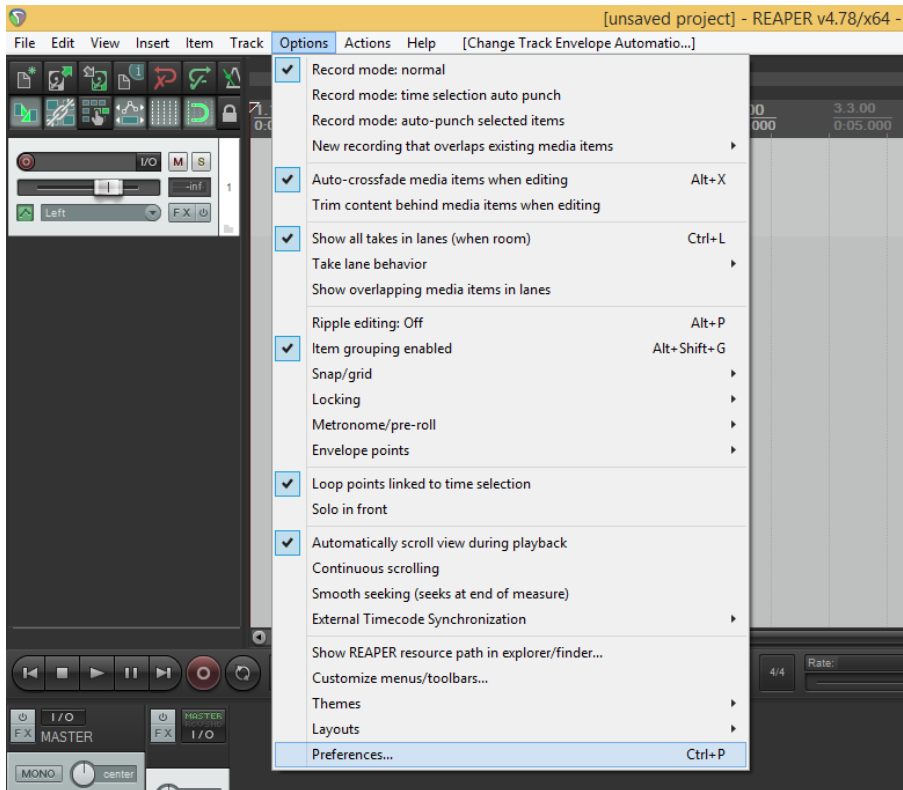 [unsaved project] - REAPER v4.78/x64 -
File Edit View Insert Item Track Options Actions Help [Change Track Envelope Automatio...]
Record mode: normal
Record mode: time selection auto punch
Record mode: auto-punch selected items
New recording that overlaps existing media items
Auto-crossfade media items when editing Alt+X
Trim content behind media items when editing
Show all takes in lanes (when room) Ctrl+L
Take lane behavior
Show overlapping media items in lanes
Ripple editing: Off Alt+P
Item grouping enabled Alt+Shift+G
Snap/grid
Locking
Metronome/pre-roll
Envelope points
Loop points linked to time selection
Solo in front
Automatically scroll view during playback
Continuous scrolling
Smooth seeking (seeks at end of measure)
External Timecode Synchronization
Show REAPER resource path in explorer/finder...
Customize menus/toolbars...
Themes
Layouts
Preferences... Ctrl+P
3.3.00
0:05.000
I/O M S
-inf 1
Left FX
4/4 Rate:
I/O MASTER
FX MASTER FX I/O
MONO center